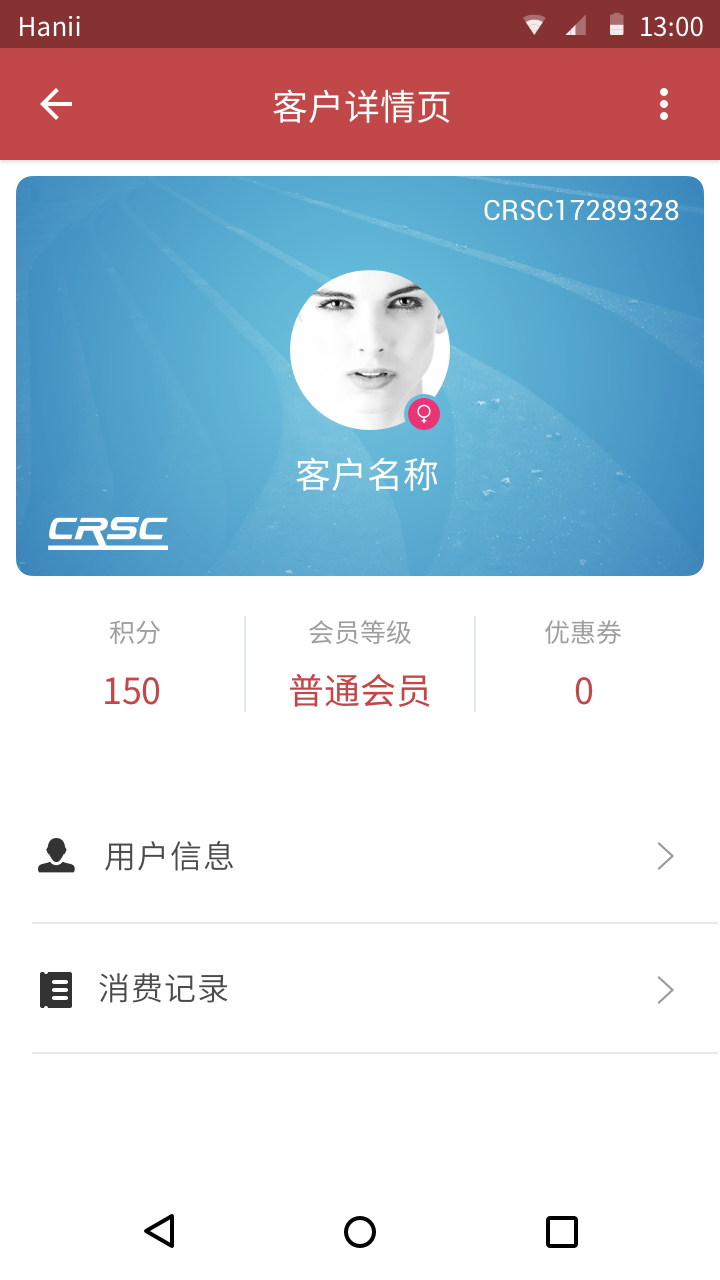 Hanii 13:00
客户详情页
CRSC17289328
客户名称
CRSC
积分 会员等级 优惠券
150 普通会员 0
用户信息
消费记录